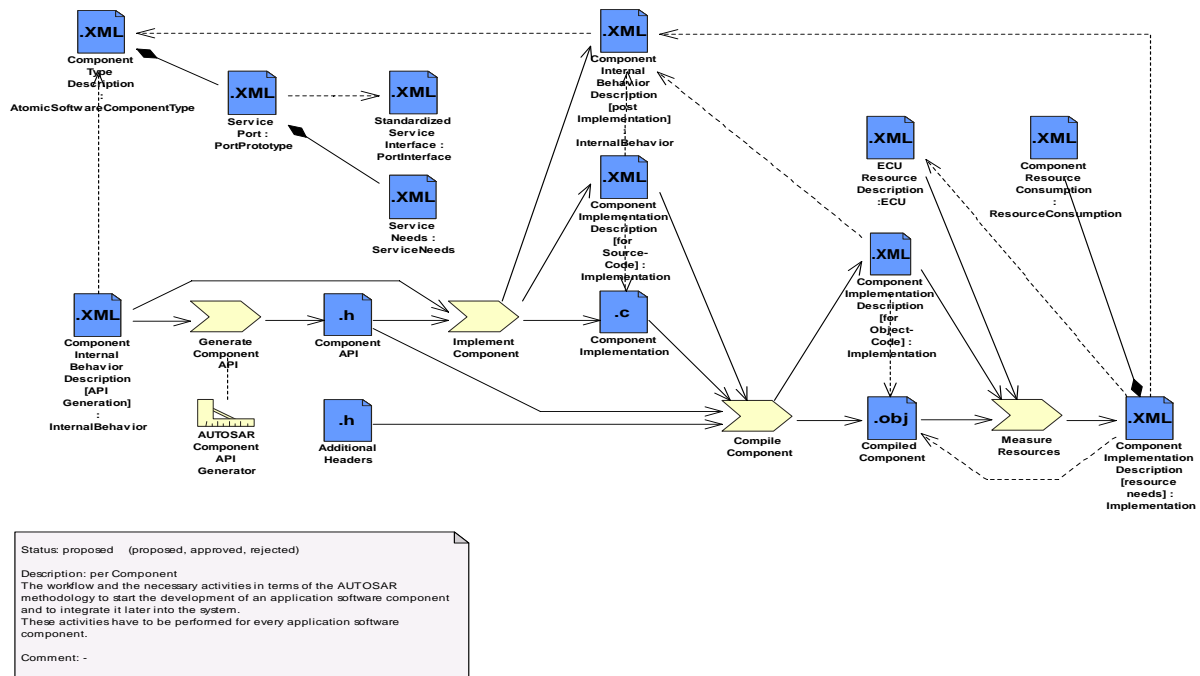 .XML
Component
Type
Description
:
AtomicSoftwareComponentType
.XML
Service
Port :
PortPrototype
.XML
Standardized
Service
Interface :
PortInterface
.XML
Service
Needs :
ServiceNeeds
.XML
Component
Internal
Behavior
Description
[post
Implementation]
:
InternalBehavior
.XML
Component
Implementation
Description
[for
Source-
Code] :
Implementation
.XML
ECU
Resource
Description
:ECU
.XML
Component
Resource
Consumption
:
ResourceConsumption
.XML
Component
Implementation
Description
[for
Object-
Code] :
Implementation
.XML
Component
Internal
Behavior
Description
[API
Generation]
:
InternalBehavior
Generate
Component
API
AUTOSAR
Component
API
Generator
.h
Component
API
.h
Additional
Headers
Implement
Component
.c
Component
Implementation
Compile
Component
.obj
Compiled
Component
Measure
Resources
.XML
Component
Implementation
Description
[resource
needs] :
Implementation
Status: proposed (proposed, approved, rejected)
Description: per Component
The workflow and the necessary activities in terms of the AUTOSAR
methodology to start the development of an application software component
and to integrate it later into the system.
These activities have to be performed for every application software
component.
Comment: -